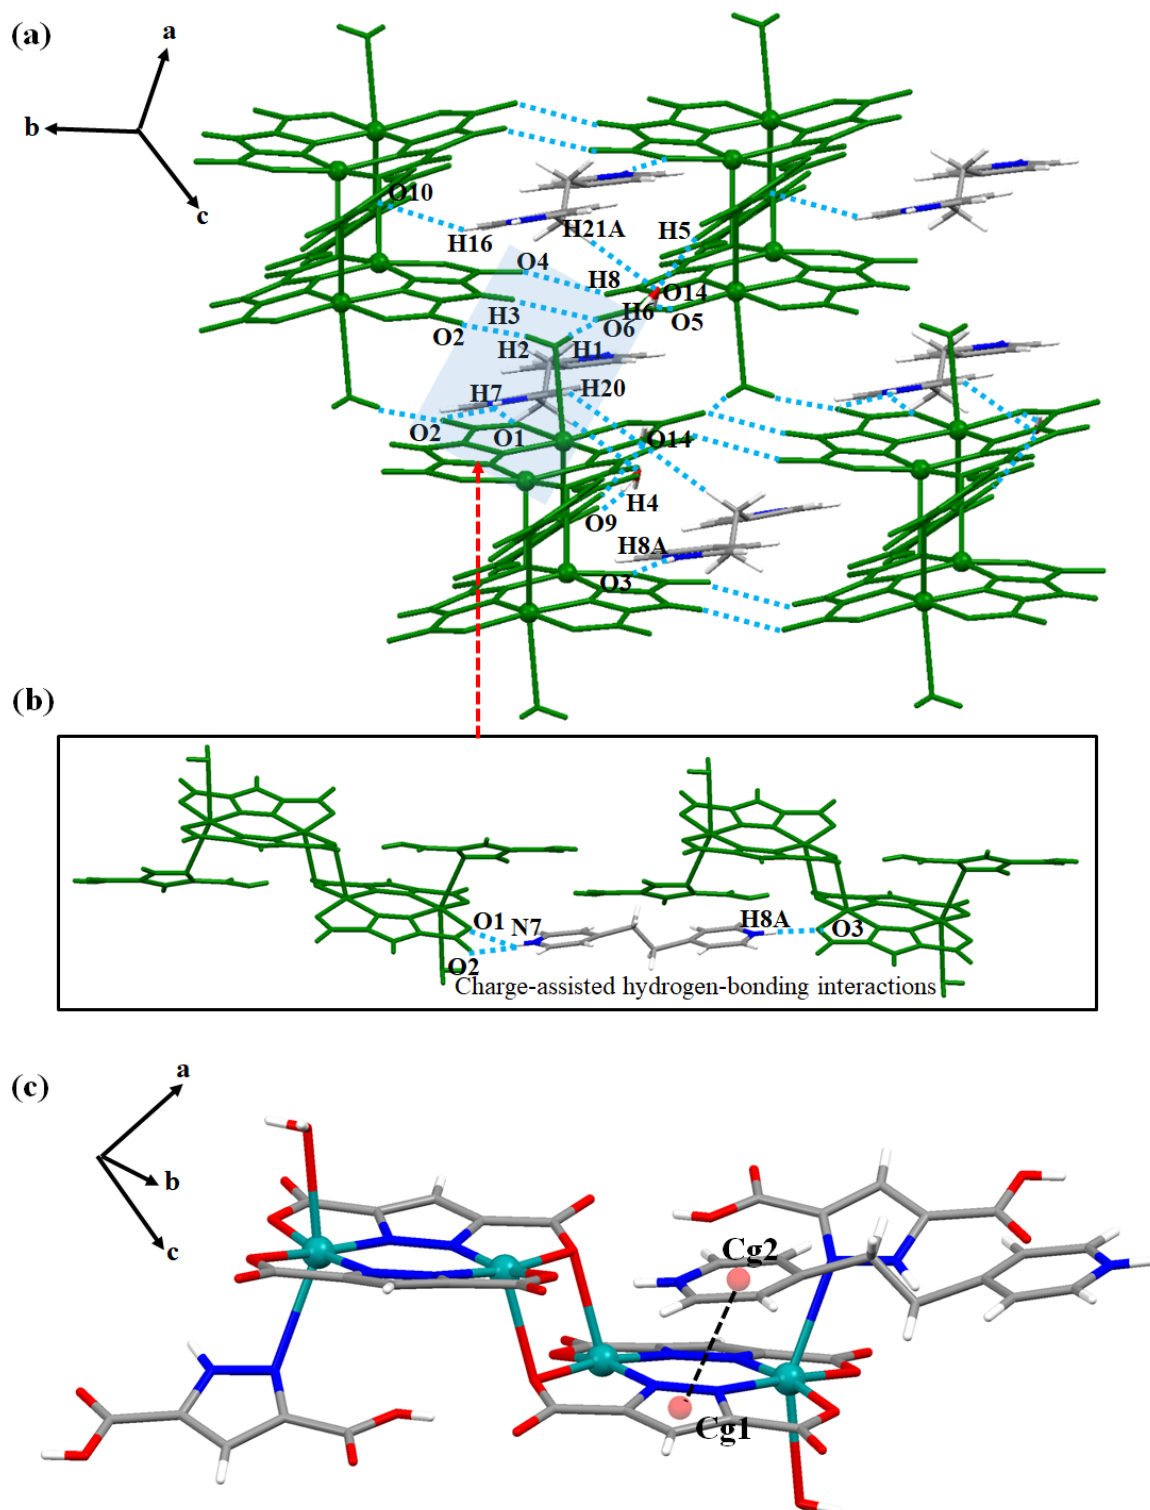 (a)
a
b
c
O10
H16
H21A
H5
O4
H8
O14
H6
H3
O6
O5
O2
H2
H1
H7
H20
O2
O1
O14
H4
O9
H8A
O3
(b)
O1
N7
H8A
O3
O2
Charge-assisted hydrogen-bonding interactions
(c)
a
b
c
Cg2
Cg1